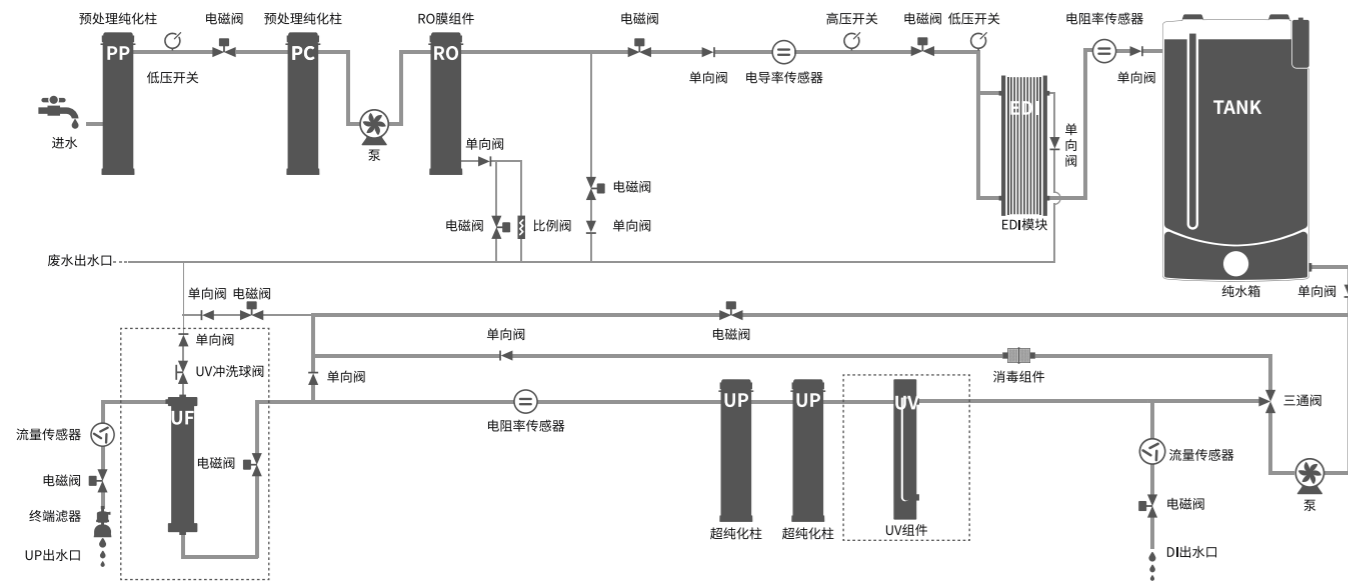 预处理纯化柱
电磁阀
预处理纯化柱
RO膜组件
电磁阀
高压开关
电磁阀
低压开关
电阻率传感器
PP
PC
RO
低压开关
单向阀
电导率传感器
单向阀
EDI
TANK
进水
泵
单向阀
单向阀
电磁阀
电磁阀
比例阀
单向阀
EDI模块
废水出水口
纯水箱
单向阀
单向阀
电磁阀
单向阀
电磁阀
单向阀
UV冲洗球阀
单向阀
消毒组件
UF
UP
UP
UV
三通阀
流量传感器
电阻率传感器
流量传感器
电磁阀
电磁阀
电磁阀
泵
终端滤器
超纯化柱
超纯化柱
UV组件
UP出水口
DI出水口